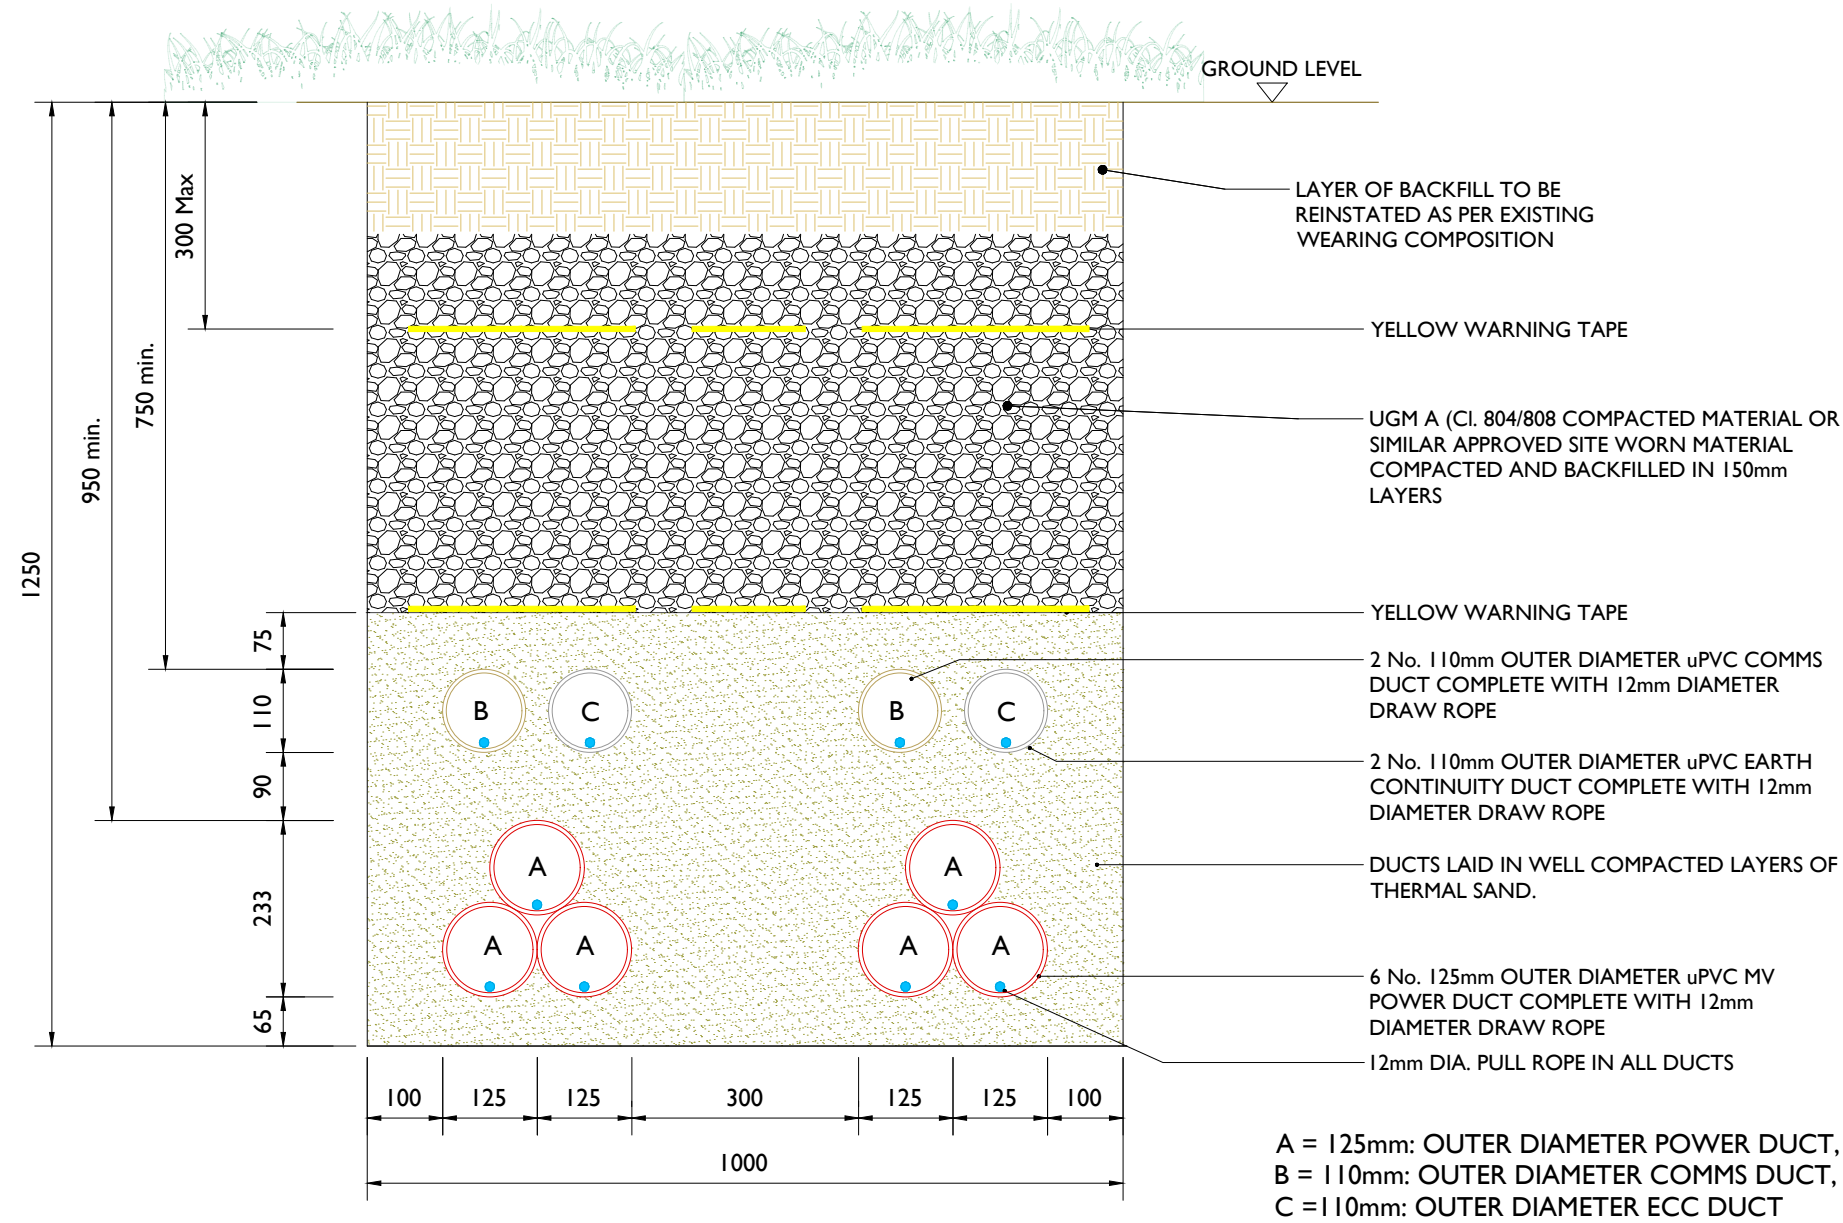 GROUND LEVEL
LAYER OF BACKFILL TO BE
REINSTATED AS PER EXISTING
WEARING COMPOSITION
YELLOW WARNING TAPE
UGM A (Cl. 804/808 COMPACTED MATERIAL OR
SIMILAR APPROVED SITE WORN MATERIAL
COMPACTED AND BACKFILLED IN 150mm
LAYERS
YELLOW WARNING TAPE
2 No. 110mm OUTER DIAMETER uPVC COMMS
DUCT COMPLETE WITH 12mm DIAMETER
DRAW ROPE
2 No. 110mm OUTER DIAMETER uPVC EARTH
CONTINUITY DUCT COMPLETE WITH 12mm
DIAMETER DRAW ROPE
DUCTS LAID IN WELL COMPACTED LAYERS OF
THERMAL SAND.
6 No. 125mm OUTER DIAMETER uPVC MV
POWER DUCT COMPLETE WITH 12mm
DIAMETER DRAW ROPE
12mm DIA. PULL ROPE IN ALL DUCTS
1250
950 min.
750 min.
300 Max
75
110
90
233
65
B
C
B
C
A
A
A
A
A
A
100
125
125
300
125
125
100
1000
A = 125mm: OUTER DIAMETER POWER DUCT,
B = 110mm: OUTER DIAMETER COMMS DUCT,
C =110mm: OUTER DIAMETER ECC DUCT